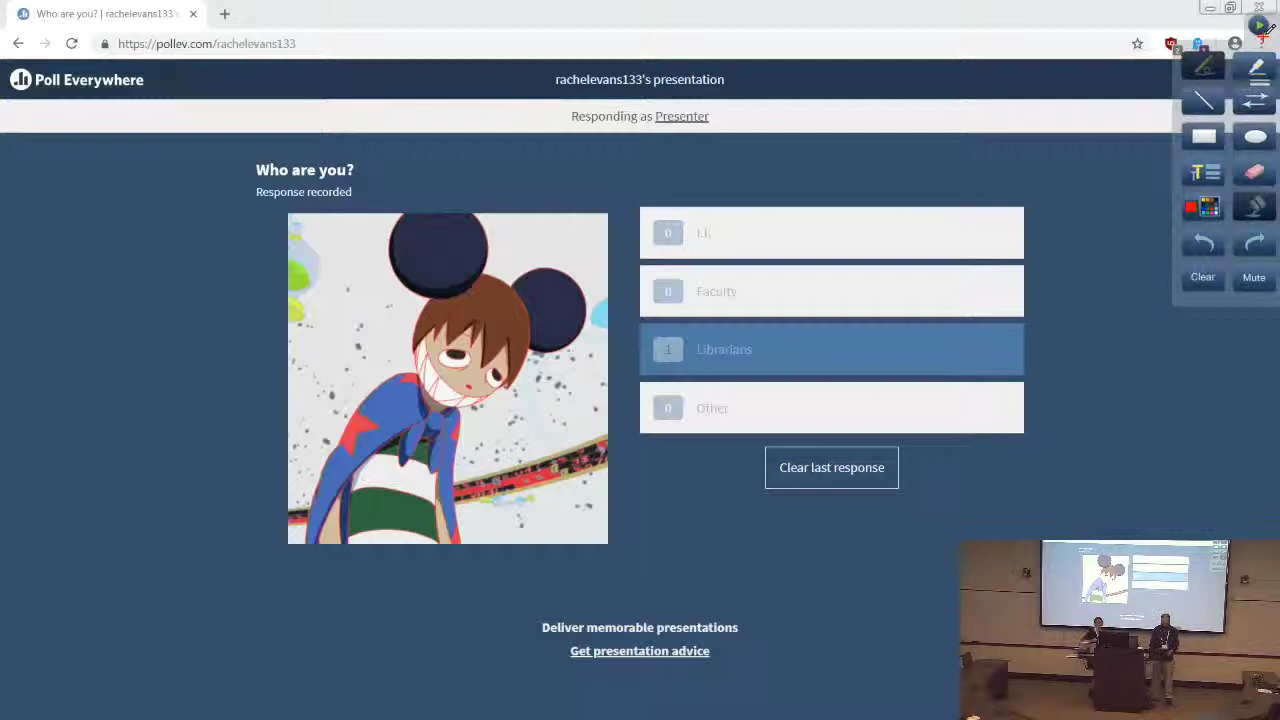 Who are you? | rachelevans133's
https://pollev.com/rachelevans133
Poll Everywhere
rachelevans133's presentation
Responding as Presenter
Who are you?
Response recorded
0
0 Faculty
1 Librarians
0 Other
Clear last response
Deliver memorable presentations
Get presentation advice
T
Clear
Mute